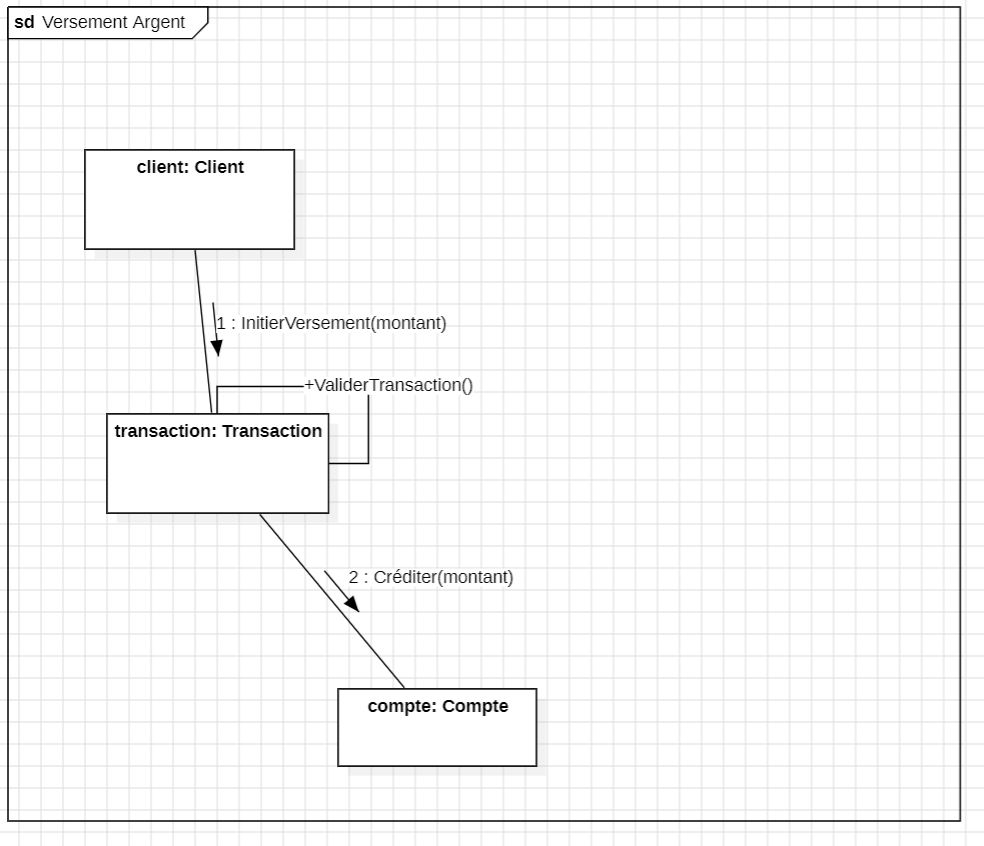 sd Versement Argent
client: Client
1 : InitierVersement(montant)
+ValiderTransaction()
transaction: Transaction
2 : Créditer(montant)
compte: Compte